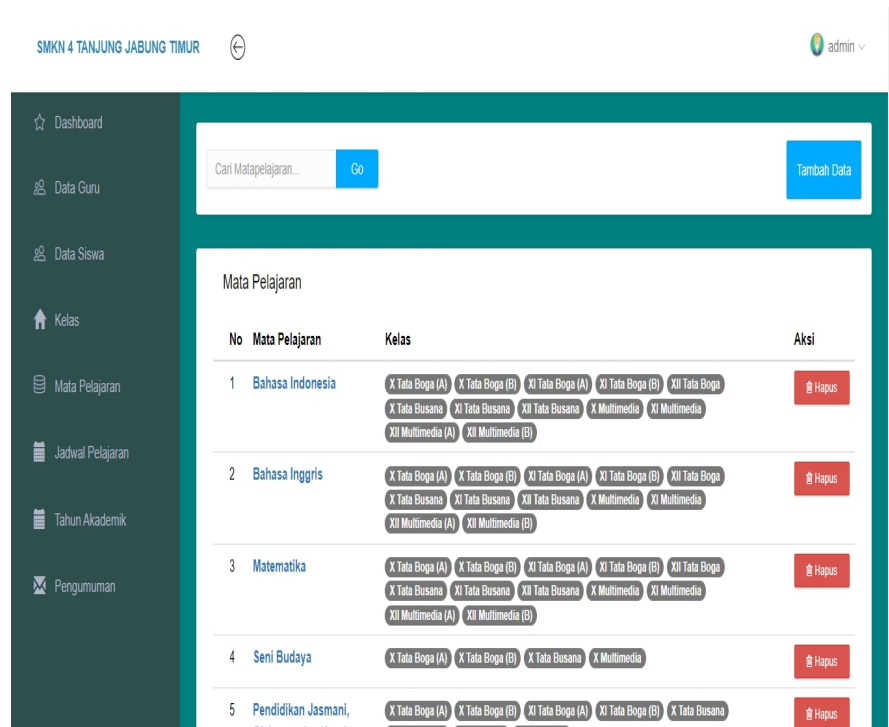 SMKN 4 TANJUNG JABUNG TIMUR
admin
Dashboard
Data Guru
Data Siswa
Kelas
Mata Pelajaran
Jadwal Pelajaran
Tahun Akademik
Pengumuman
Cari Matapelajaran... Go
Tambah Data
Mata Pelajaran
No Mata Pelajaran Kelas Aksi
1 Bahasa Indonesia X Tata Boga (A) X Tata Boga (B) XI Tata Boga (A) XI Tata Boga (B) XII Tata Boga Hapus
X Tata Busana XI Tata Busana XII Tata Busana X Multimedia XI Multimedia
XII Multimedia (A) XII Multimedia (B)
2 Bahasa Inggris X Tata Boga (A) X Tata Boga (B) XI Tata Boga (A) XI Tata Boga (B) XII Tata Boga Hapus
X Tata Busana XI Tata Busana XII Tata Busana X Multimedia XI Multimedia
XII Multimedia (A) XII Multimedia (B)
3 Matematika X Tata Boga (A) X Tata Boga (B) XI Tata Boga (A) XI Tata Boga (B) XII Tata Boga Hapus
X Tata Busana XI Tata Busana XII Tata Busana X Multimedia XI Multimedia
XII Multimedia (A) XII Multimedia (B)
4 Seni Budaya X Tata Boga (A) X Tata Boga (B) X Tata Busana X Multimedia Hapus
5 Pendidikan Jasmani, X Tata Boga (A) X Tata Boga (B) XI Tata Boga (A) XI Tata Boga (B) X Tata Busana Hapus